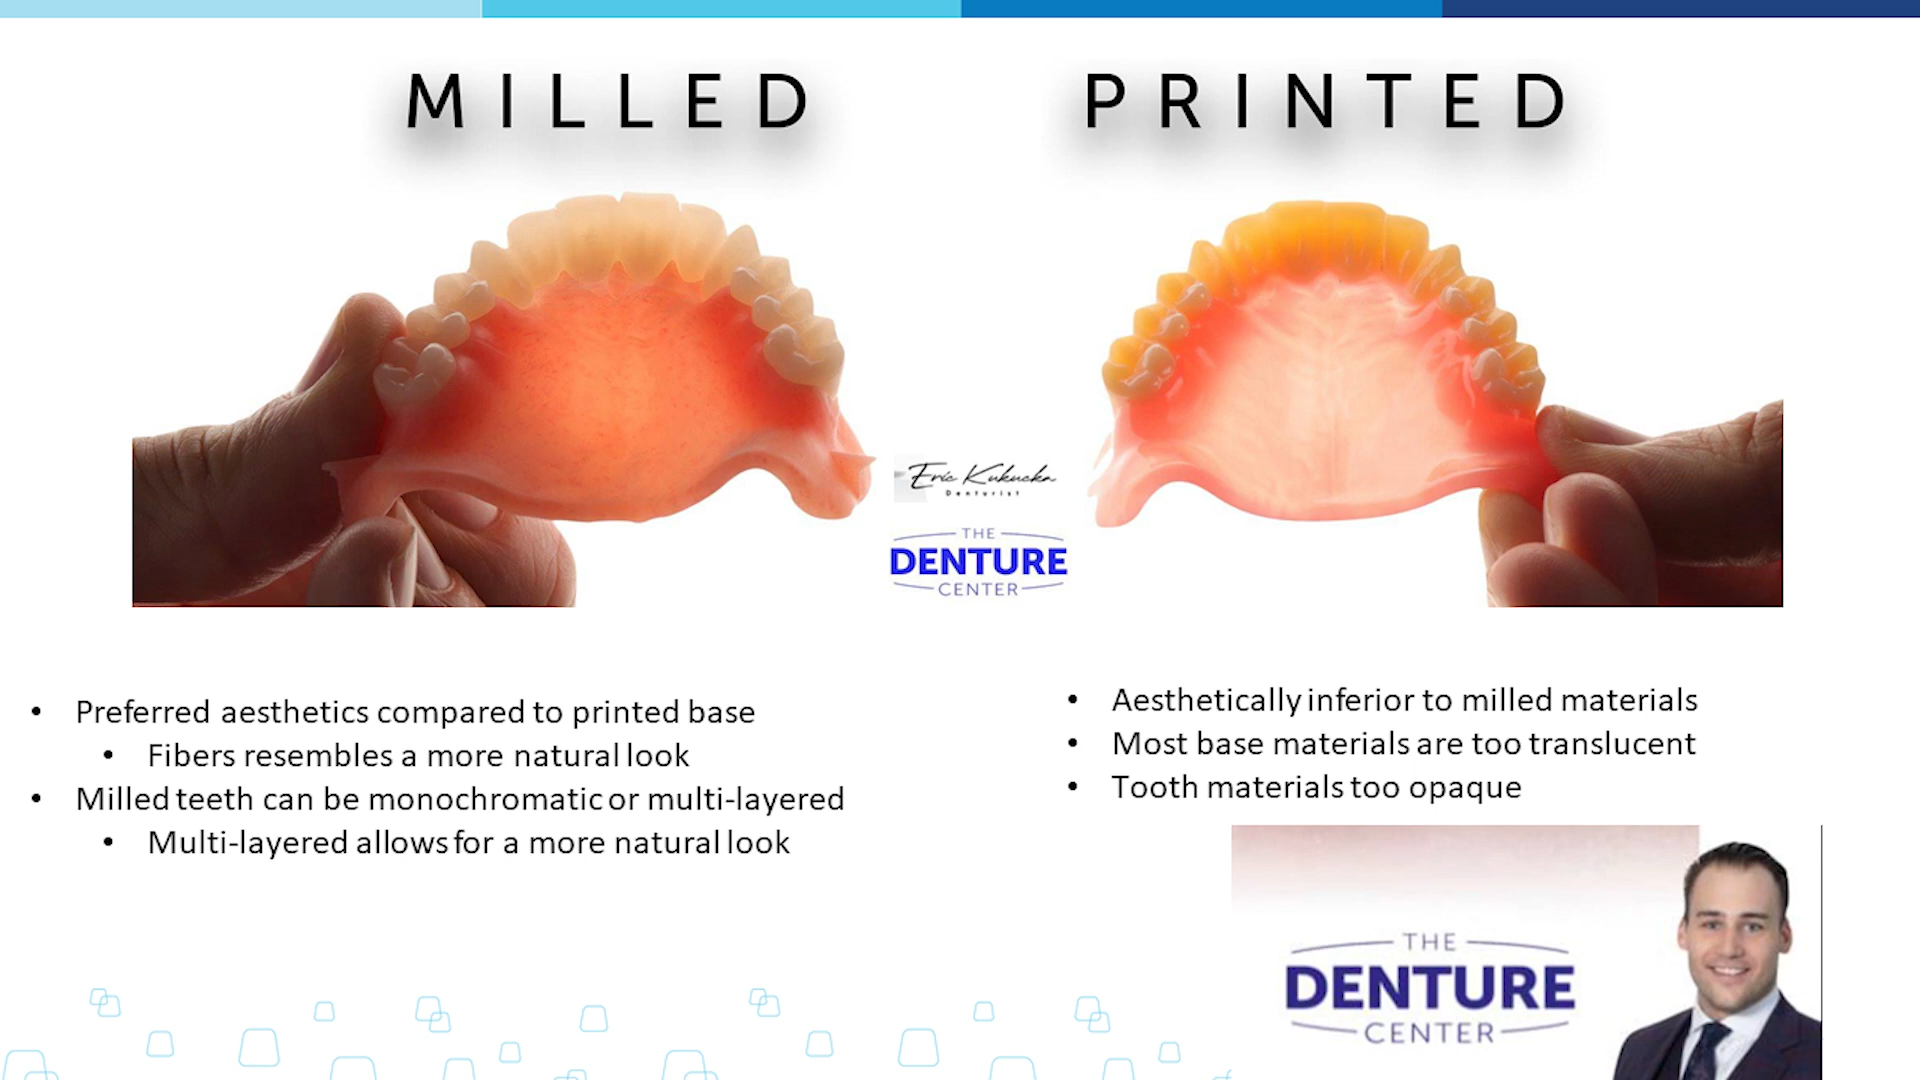 MILLED
PRINTED
Eric Kukucka
Denturist
THE
DENTURE
CENTER
• Preferred aesthetics compared to printed base
• Fibers resembles a more natural look
• Milled teeth can be monochromatic or multi-layered
• Multi-layered allows for a more natural look
• Aesthetically inferior to milled materials
• Most base materials are too translucent
• Tooth materials too opaque
THE
DENTURE
CENTER